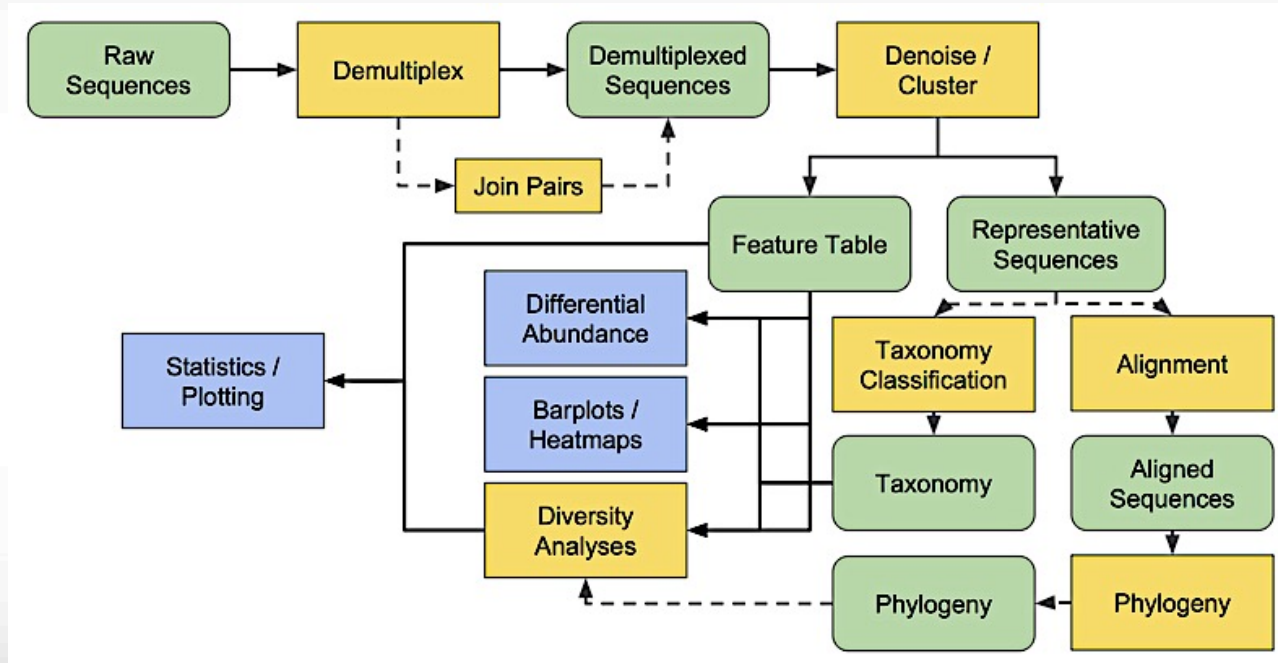 Raw
Sequences
Demultiplex
Demultiplexed
Sequences
Denoise /
Cluster
Join Pairs
Feature Table
Representative
Sequences
Differential
Abundance
Statistics /
Plotting
Taxonomy
Classification
Alignment
Barplots /
Heatmaps
Taxonomy
Aligned
Sequences
Diversity
Analyses
Phylogeny
Phylogeny